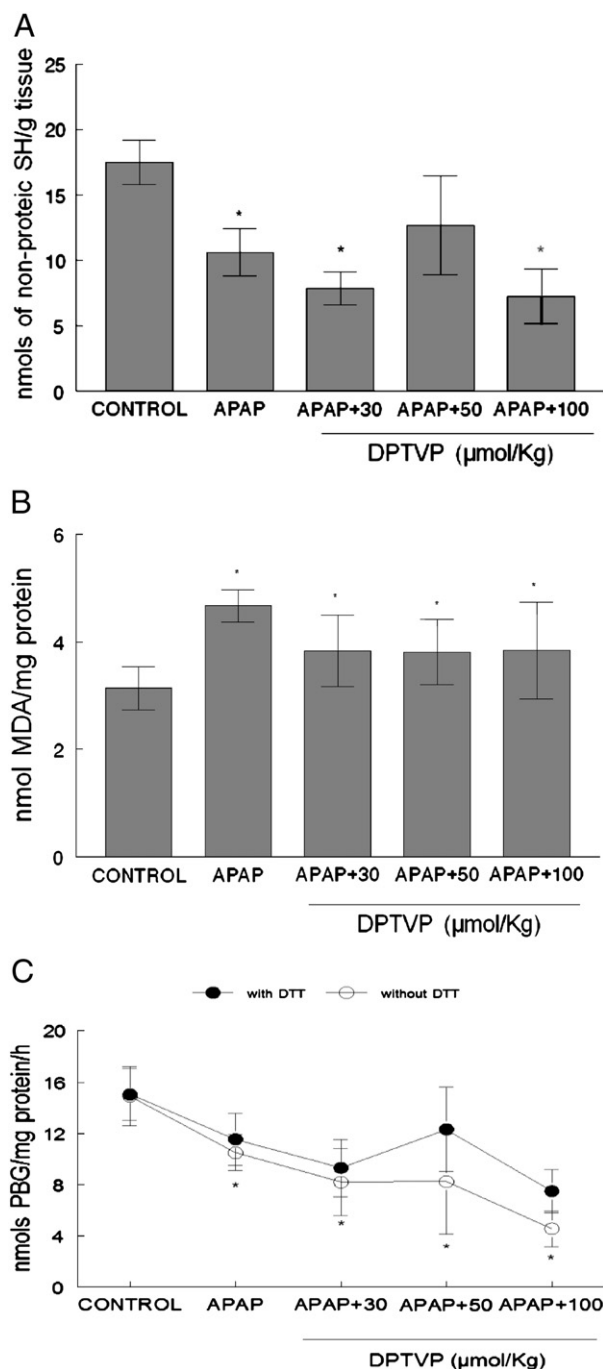 A
nmols of non-proteic SH/g tissue
25
20
15
10
5
0
*
*
*
CONTROL APAP APAP+30 APAP+50 APAP+100
DPTVP (µmol/Kg)
B
nmol MDA/mg protein
6
4
2
0
*
*
*
*
CONTROL APAP APAP+30 APAP+50 APAP+100
DPTVP (µmol/Kg)
C
with DTT without DTT
nmols PBG/mg protein/h
20
16
12
8
4
0
*
*
*
*
CONTROL APAP APAP+30 APAP+50 APAP+100
DPTVP (µmol/Kg)